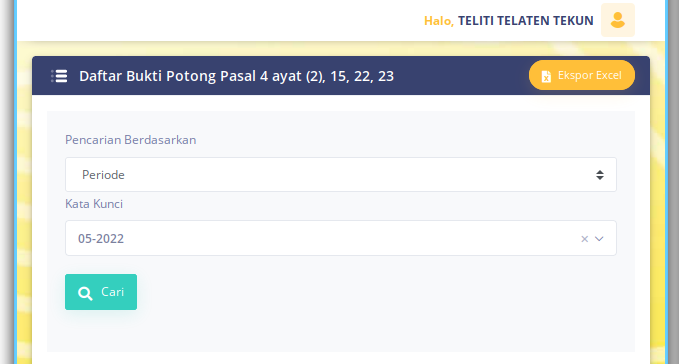 Halo, TELITI TELATEN TEKUN
Daftar Bukti Potong Pasal 4 ayat (2), 15, 22, 23
Ekspor Excel
Pencarian Berdasarkan
Periode
Kata Kunci
05-2022
Cari